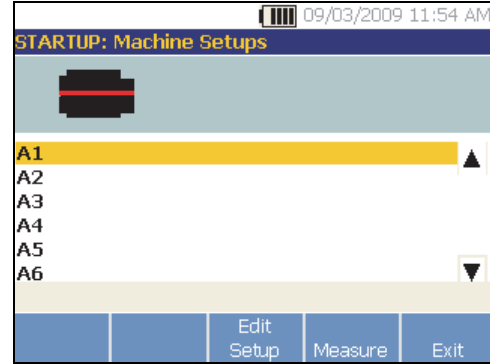 09/03/2009 11:54 AM
STARTUP: Machine Setups
A1
A2
A3
A4
A5
A6
Edit
Setup
Measure
Exit